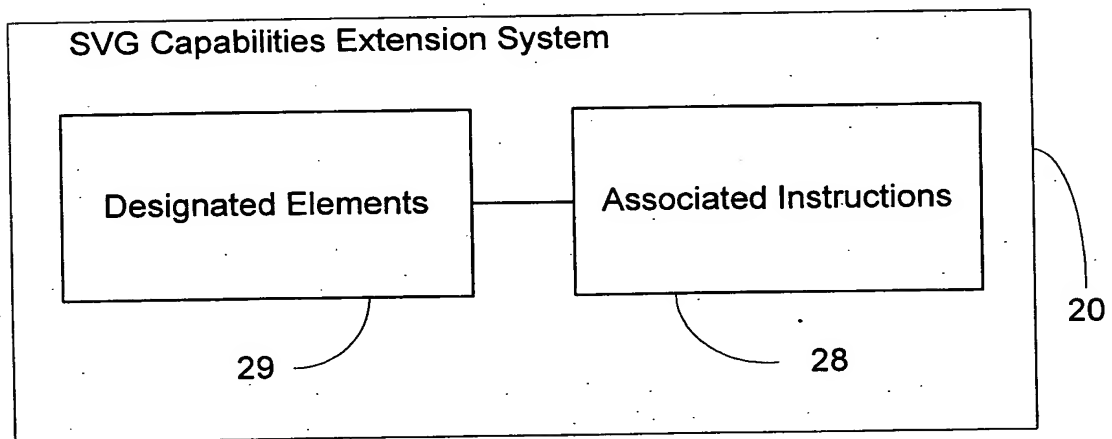 SVG Capabilities Extension System
Designated Elements
Associated Instructions
20
29
28